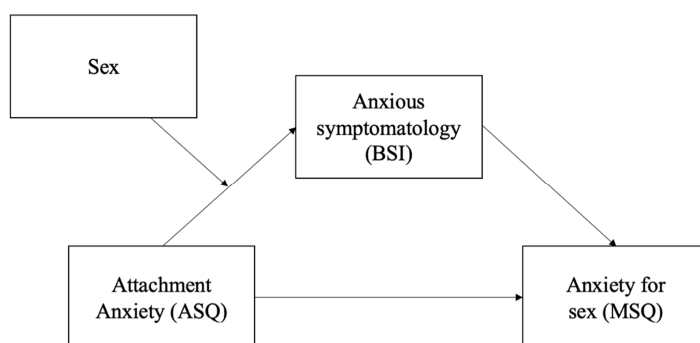 Sex
Anxious
symptomatology
(BSI)
Attachment
Anxiety (ASQ)
Anxiety for
sex (MSQ)